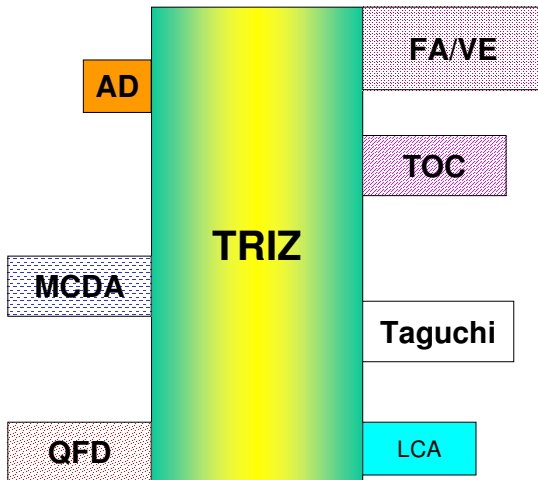 FA/VE
AD
TOC
TRIZ
MCDA
Taguchi
QFD
LCA